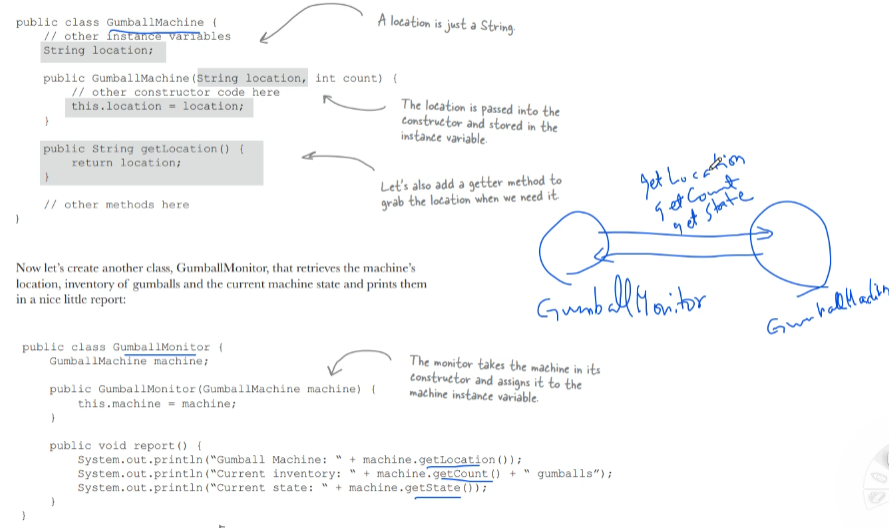 public class GumballMachine {
// other instance variables
String location;
public GumballMachine(String location, int count) {
// other constructor code here
this.location = location;
}
public String getLocation() {
return location;
}
// other methods here
}
A location is just a String.
The location is passed into the
constructor and stored in the
instance variable.
Let's also add a getter method to
grab the location when we need it.
getLocation
getCount
getState
GumballMonitor
Now let's create another class, GumballMonitor, that retrieves the machine's
location, inventory of gumballs and the current machine state and prints them
in a nice little report:
public class GumballMonitor {
GumballMachine machine;
public GumballMonitor(GumballMachine machine) {
this.machine = machine;
}
public void report() {
System.out.println("Gumball Machine: " + machine.getLocation());
System.out.println("Current inventory: " + machine.getCount() + " gumballs");
System.out.println("Current state: " + machine.getState());
}
}
The monitor takes the machine in its
constructor and assigns it to the
machine instance variable.